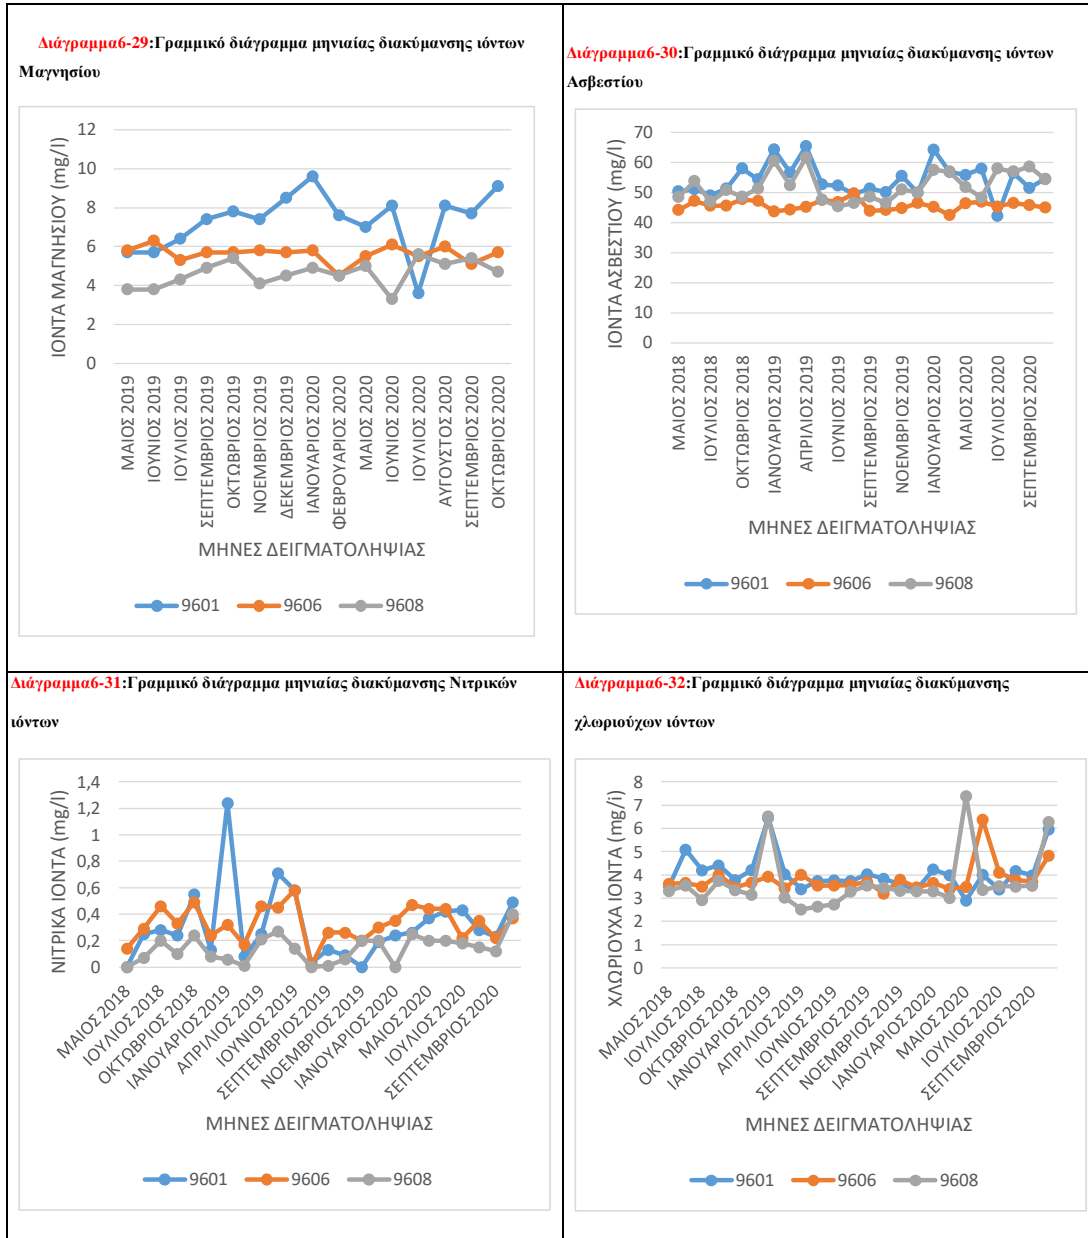 Διάγραμμα6-29:Γραμμικό διάγραμμα μηνιαίας διακύμανσης ιόντων
Μαγνησίου
12
10
8
6
4
2
0
ΙΟΝΤΑ ΜΑΓΝΗΣΙΟΥ (mg/l)
ΜΑΙΟΣ 2019
ΙΟΥΝΙΟΣ 2019
ΙΟΥΛΙΟΣ 2019
ΣΕΠΤΕΜΒΡΙΟΣ 2019
ΟΚΤΩΒΡΙΟΣ 2019
ΝΟΕΜΒΡΙΟΣ 2019
ΔΕΚΕΜΒΡΙΟΣ 2019
ΙΑΝΟΥΑΡΙΟΣ 2020
ΦΕΒΡΟΥΑΡΙΟΣ 2020
ΜΑΙΟΣ 2020
ΙΟΥΝΙΟΣ 2020
ΙΟΥΛΙΟΣ 2020
ΑΥΓΟΥΣΤΟΣ 2020
ΣΕΠΤΕΜΒΡΙΟΣ 2020
ΟΚΤΩΒΡΙΟΣ 2020
ΜΗΝΕΣ ΔΕΙΓΜΑΤΟΛΗΨΙΑΣ
9601 9606 9608
Διάγραμμα6-30:Γραμμικό διάγραμμα μηνιαίας διακύμανσης ιόντων
Ασβεστίου
70
60
50
40
30
20
10
0
ΙΟΝΤΑ ΑΣΒΕΣΤΙΟΥ (mg/l)
ΜΑΙΟΣ 2018
ΙΟΥΛΙΟΣ 2018
ΟΚΤΩΒΡΙΟΣ 2018
ΙΑΝΟΥΑΡΙΟΣ 2019
ΑΠΡΙΛΙΟΣ 2019
ΙΟΥΝΙΟΣ 2019
ΣΕΠΤΕΜΒΡΙΟΣ 2019
ΝΟΕΜΒΡΙΟΣ 2019
ΙΑΝΟΥΑΡΙΟΣ 2020
ΜΑΙΟΣ 2020
ΙΟΥΛΙΟΣ 2020
ΣΕΠΤΕΜΒΡΙΟΣ 2020
ΜΗΝΕΣ ΔΕΙΓΜΑΤΟΛΗΨΙΑΣ
9601 9606 9608
Διάγραμμα6-31:Γραμμικό διάγραμμα μηνιαίας διακύμανσης Νιτρικών
ιόντων
1,4
1,2
1
0,8
0,6
0,4
0,2
0
ΝΙΤΡΙΚΑ ΙΟΝΤΑ (mg/l)
ΜΑΙΟΣ 2018
ΙΟΥΛΙΟΣ 2018
ΟΚΤΩΒΡΙΟΣ 2018
ΙΑΝΟΥΑΡΙΟΣ 2019
ΑΠΡΙΛΙΟΣ 2019
ΙΟΥΝΙΟΣ 2019
ΣΕΠΤΕΜΒΡΙΟΣ 2019
ΝΟΕΜΒΡΙΟΣ 2019
ΙΑΝΟΥΑΡΙΟΣ 2020
ΜΑΙΟΣ 2020
ΙΟΥΛΙΟΣ 2020
ΣΕΠΤΕΜΒΡΙΟΣ 2020
ΜΗΝΕΣ ΔΕΙΓΜΑΤΟΛΗΨΙΑΣ
9601 9606 9608
Διάγραμμα6-32:Γραμμικό διάγραμμα μηνιαίας διακύμανσης
χλωριούχων ιόντων
8
7
6
5
4
3
2
1
0
ΧΛΩΡΙΟΥΧΑ ΙΟΝΤΑ (mg/i)
ΜΑΙΟΣ 2018
ΙΟΥΛΙΟΣ 2018
ΟΚΤΩΒΡΙΟΣ 2018
ΙΑΝΟΥΑΡΙΟΣ 2019
ΑΠΡΙΛΙΟΣ 2019
ΙΟΥΝΙΟΣ 2019
ΣΕΠΤΕΜΒΡΙΟΣ 2019
ΝΟΕΜΒΡΙΟΣ 2019
ΙΑΝΟΥΑΡΙΟΣ 2020
ΜΑΙΟΣ 2020
ΙΟΥΛΙΟΣ 2020
ΣΕΠΤΕΜΒΡΙΟΣ 2020
ΜΗΝΕΣ ΔΕΙΓΜΑΤΟΛΗΨΙΑΣ
9601 9606 9608